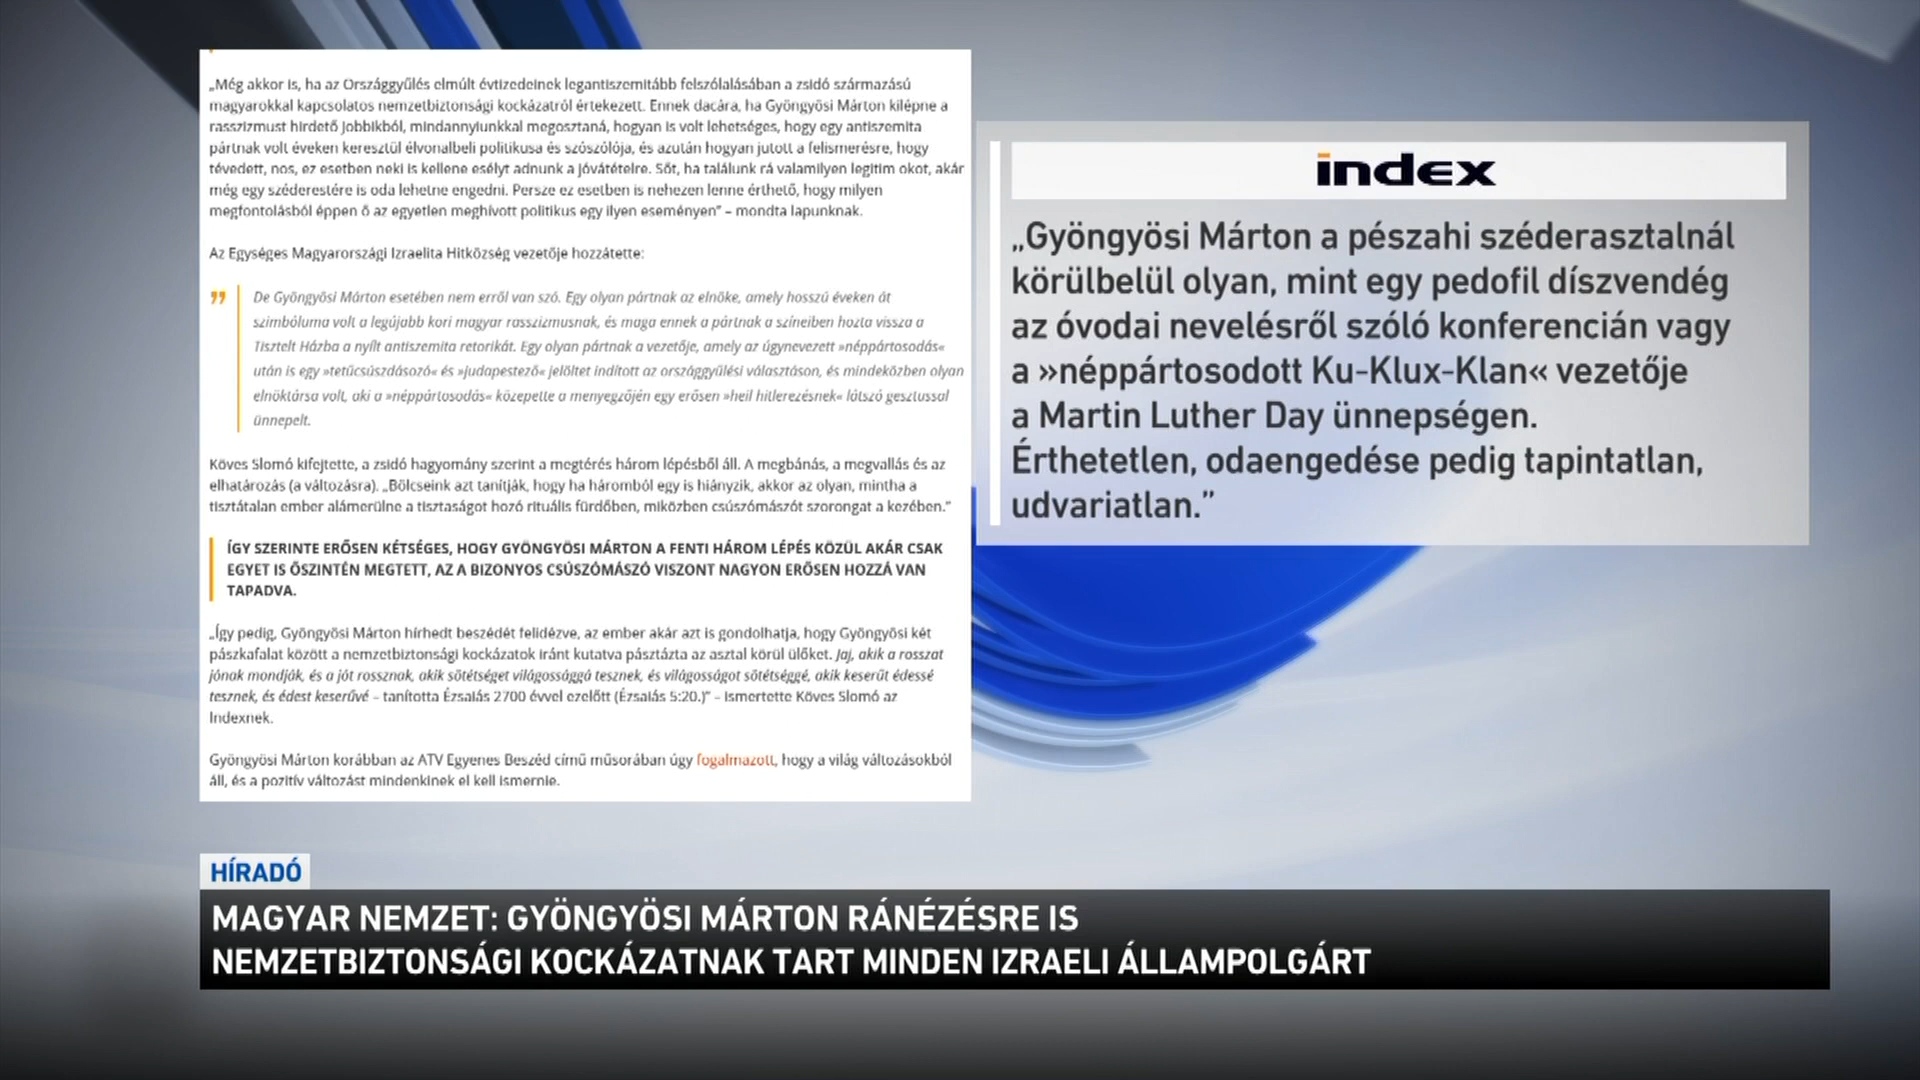 „Még akkor is, ha az Országgyűlés elmúlt évtizedeinek legantiszemitább felszólalásában a zsidó származású
magyarokkal kapcsolatos nemzetbiztonsági kockázatról értekezett. Ennek dacára, ha Gyöngyösi Márton kilépne a
rasszizmust hirdető Jobbikból, mindannyiunkkal megosztaná, hogyan is volt lehetséges, hogy egy antiszemita
pártnak volt éveken keresztül élvonalbeli politikusa és szószólója, és azután hogyan jutott a felismerésre, hogy
tévedett, nos, ez esetben neki is kellene esélyt adnunk a jóvátételre. Sőt, ha találunk rá valamilyen legitim okot, akár
még egy széderestére is oda lehetne engedni. Persze ez esetben is nehezen lenne érthető, hogy milyen
megfontolásból éppen ő az egyetlen meghívott politikus egy ilyen eseményen” – mondta lapunknak.
Az Egységes Magyarországi Izraelita Hitközség vezetője hozzátette:
” De Gyöngyösi Márton esetében nem erről van szó. Egy olyan pártnak az elnöke, amely hosszú éveken át
szimbóluma volt a legújabb kori magyar rasszizmusnak, és maga ennek a pártnak a színeiben hozta vissza a
Tisztelt Házba a nyílt antiszemita retorikát. Egy olyan pártnak a vezetője, amely az úgynevezett »néppártosodás«
után is egy »tetűcsúszdásozó« és »judapestező« jelöltet indított az országgyűlési választáson, és mindeközben olyan
elnöktársa volt, aki a »néppártosodás« közepette a menyegzőjén egy erősen »heil hitlerezésnek« látszó gesztussal
ünnepelt.
Köves Slomó kifejtette, a zsidó hagyomány szerint a megtérés három lépésből áll. A megbánás, a megvallás és az
elhatározás (a változásra). „Bölcseink azt tanítják, hogy ha háromból egy is hiányzik, akkor az olyan, mintha a
tisztátalan ember alámerülne a tisztaságot hozó rituális fürdőben, miközben csúszómászót szorongat a kezében.”
ÍGY SZERINTE ERŐSEN KÉTSÉGES, HOGY GYÖNGYÖSI MÁRTON A FENTI HÁROM LÉPÉS KÖZÜL AKÁR CSAK
EGYET IS ŐSZINTÉN MEGTETT, AZ A BIZONYOS CSÚSZÓMÁSZÓ VISZONT NAGYON ERŐSEN HOZZÁ VAN
TAPADVA.
„Így pedig, Gyöngyösi Márton hírhedt beszédét felidézve, az ember akár azt is gondolhatja, hogy Gyöngyösi két
pászkafalat között a nemzetbiztonsági kockázatok iránt kutatva pásztázta az asztal körül ülőket. Jaj, akik a rosszat
jónak mondják, és a jót rossznak, akik sötétséget világossággá tesznek, és világosságot sötétséggé, akik keserűt édessé
tesznek, és édest keserűvé – tanította Ézsaiás 2700 évvel ezelőtt (Ézsaiás 5:20.)” – ismertette Köves Slomó az
Indexnek.
Gyöngyösi Márton korábban az ATV Egyenes Beszéd című műsorában úgy fogalmazott, hogy a világ változásokból
áll, és a pozitív változást mindenkinek el kell ismernie.
index
„Gyöngyösi Márton a pészahi széderasztalnál
körülbelül olyan, mint egy pedofil díszvendég
az óvodai nevelésről szóló konferencián vagy
a »néppártosodott Ku-Klux-Klan« vezetője
a Martin Luther Day ünnepségen.
Érthetetlen, odaengedése pedig tapintatlan,
udvariatlan.”
HÍRADÓ
MAGYAR NEMZET: GYÖNGYÖSI MÁRTON RÁNÉZÉSRE IS
NEMZETBIZTONSÁGI KOCKÁZATNAK TART MINDEN IZRAELI ÁLLAMPOLGÁRT